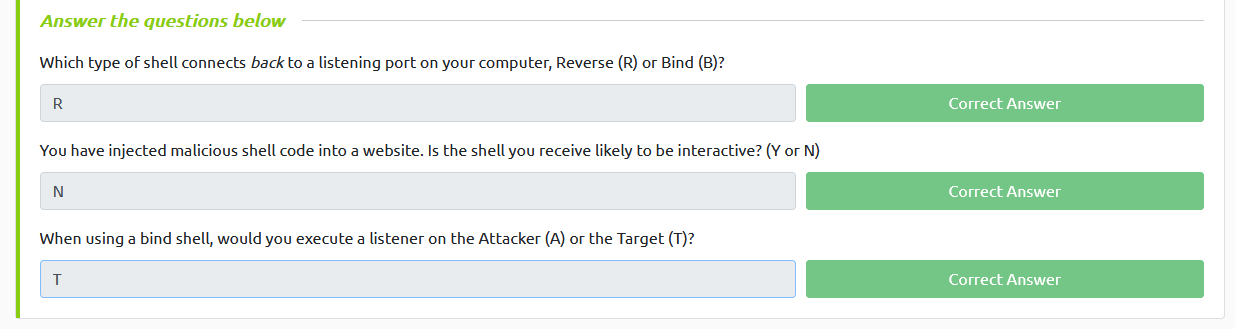 Answer the questions below
Which type of shell connects back to a listening port on your computer, Reverse (R) or Bind (B)?
R
Correct Answer
You have injected malicious shell code into a website. Is the shell you receive likely to be interactive? (Y or N)
N
Correct Answer
When using a bind shell, would you execute a listener on the Attacker (A) or the Target (T)?
T
Correct Answer